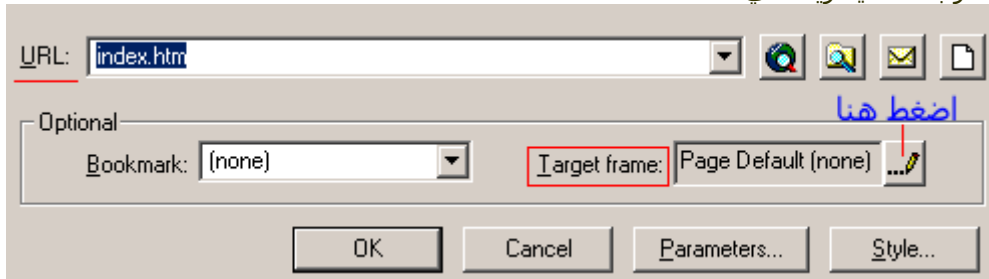 URL: index.htm
اضغط هنا
Optional
Bookmark: (none) Target frame: Page Default (none)
OK Cancel Parameters... Style...